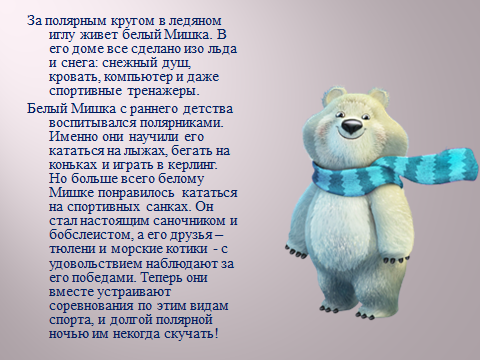 За полярным кругом в ледяном
иглу живет белый Мишка. В
его доме все сделано изо льда
и снега: снежный душ,
кровать, компьютер и даже
спортивные тренажеры.
Белый Мишка с раннего детства
воспитывался полярниками.
Именно они научили его
кататься на лыжах, бегать на
коньках и играть в керлинг.
Но больше всего белому
Мишке понравилось кататься
на спортивных санках. Он
стал настоящим саночником и
бобслеистом, а его друзья –
тюлени и морские котики - с
удовольствием наблюдают за
его победами. Теперь они
вместе устраивают
соревнования по этим видам
спорта, и долгой полярной
ночью им некогда скучать!